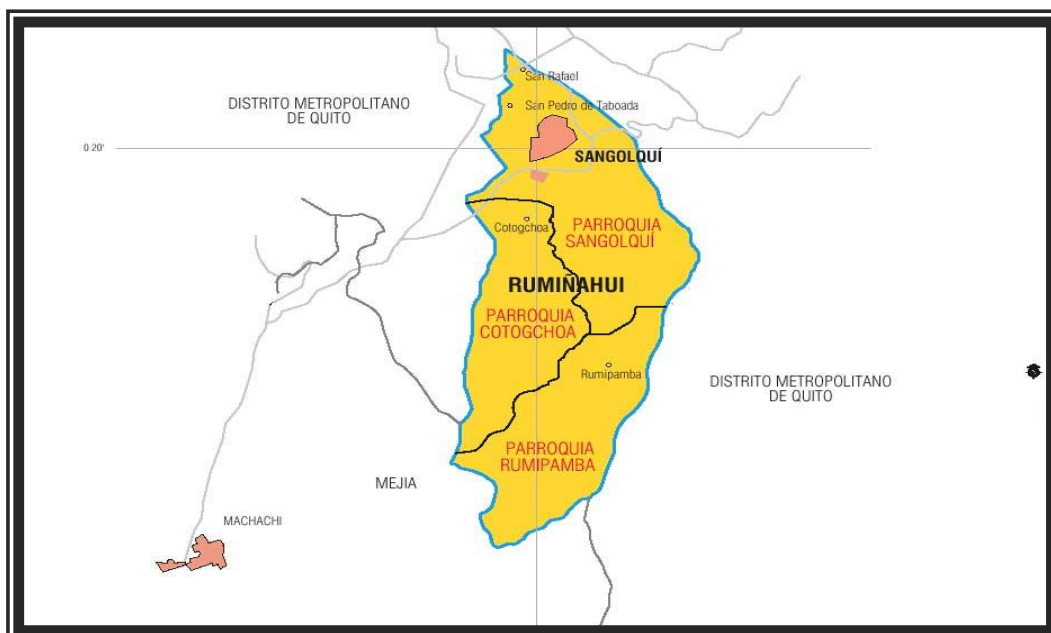 San Rafael
DISTRITO METROPOLITANO
DE QUITO
San Pedro de Taboada
0 20'
SANGOLQUÍ
Cotogchoa
PARROQUIA
SANGOLQUÍ
RUMIÑAHUI
PARROQUIA
COTOGCHOA
Rumipamba
DISTRITO METROPOLITANO
DE QUITO
PARROQUIA
RUMIPAMBA
MEJIA
MACHACHI